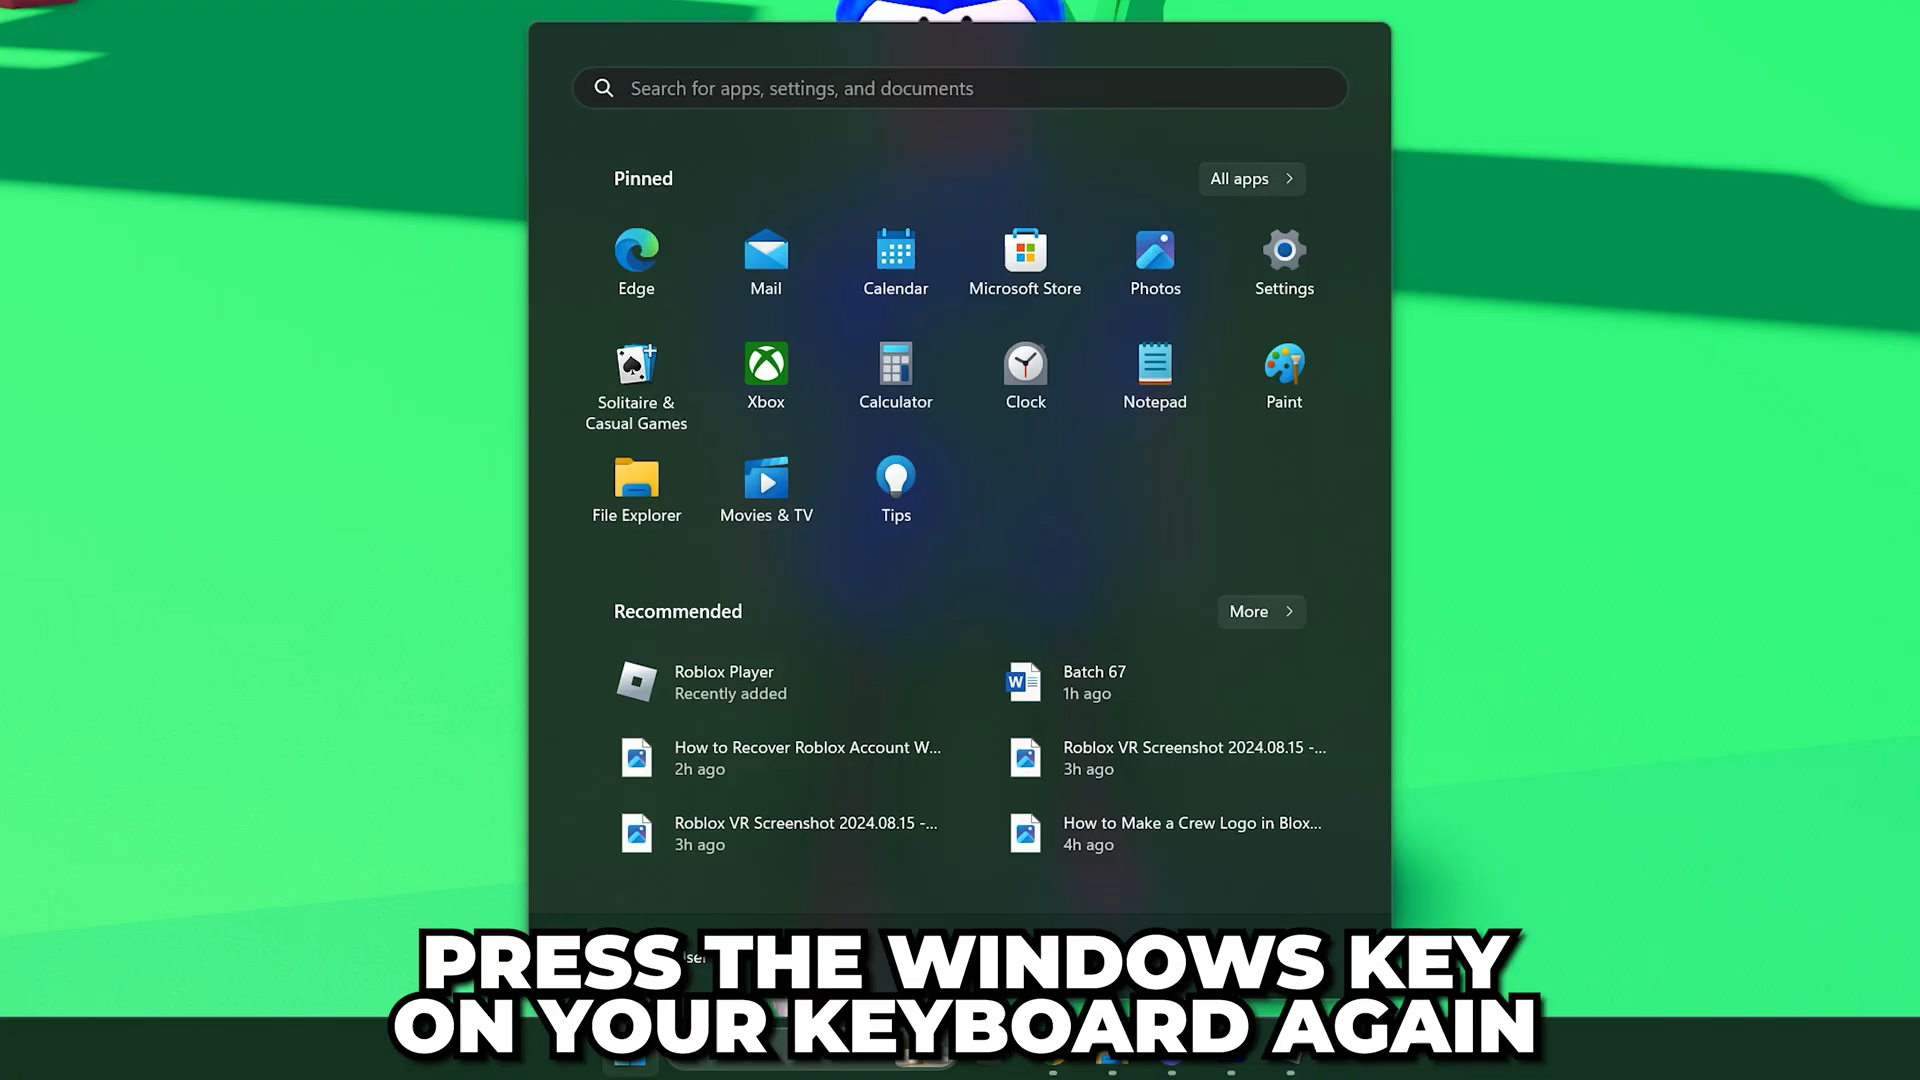 Search for apps, settings, and documents
Pinned
All apps
Edge
Mail
Calendar
Microsoft Store
Photos
Settings
Solitaire &
Casual Games
Xbox
Calculator
Clock
Notepad
Paint
File Explorer
Movies & TV
Tips
Recommended
More
Roblox Player
Recently added
Batch 67
1h ago
How to Recover Roblox Account W...
2h ago
Roblox VR Screenshot 2024.08.15 -...
3h ago
Roblox VR Screenshot 2024.08.15 -...
3h ago
How to Make a Crew Logo in Blox...
4h ago
PRESS THE WINDOWS KEY
ON YOUR KEYBOARD AGAIN